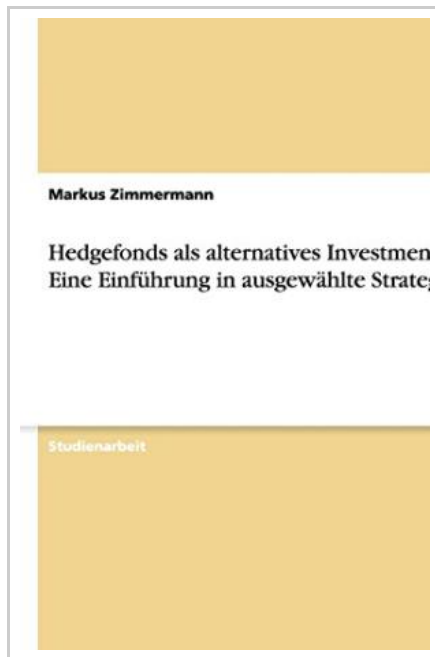 Markus Zimmermann
Hedgefonds als alternatives Investmen
Eine Einführung in ausgewählte Strateg
Studienarbeit